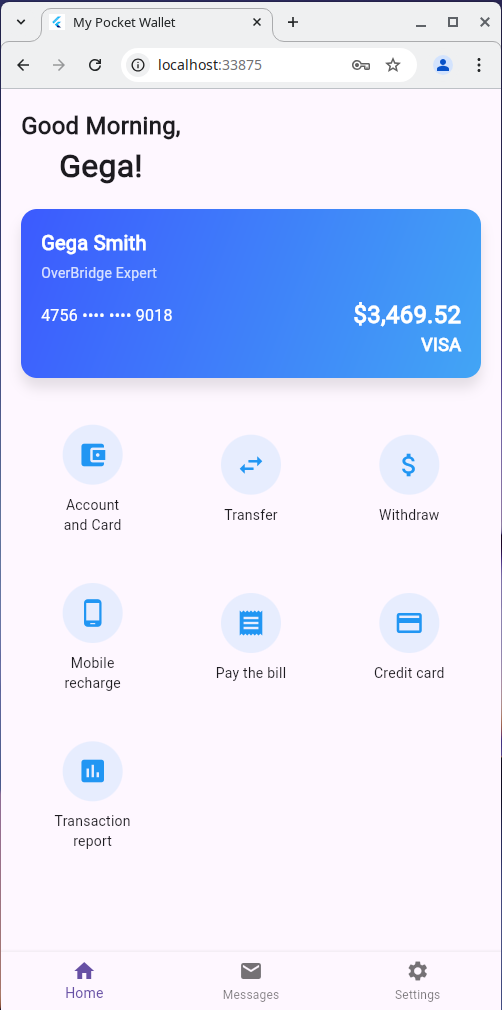 My Pocket Wallet
localhost:33875
Good Morning,
Gega!
Gega Smith
OverBridge Expert
4756 •••• •••• 9018
$3,469.52
VISA
Account
and Card
Transfer
Withdraw
Mobile
recharge
Pay the bill
Credit card
Transaction
report
Home
Messages
Settings